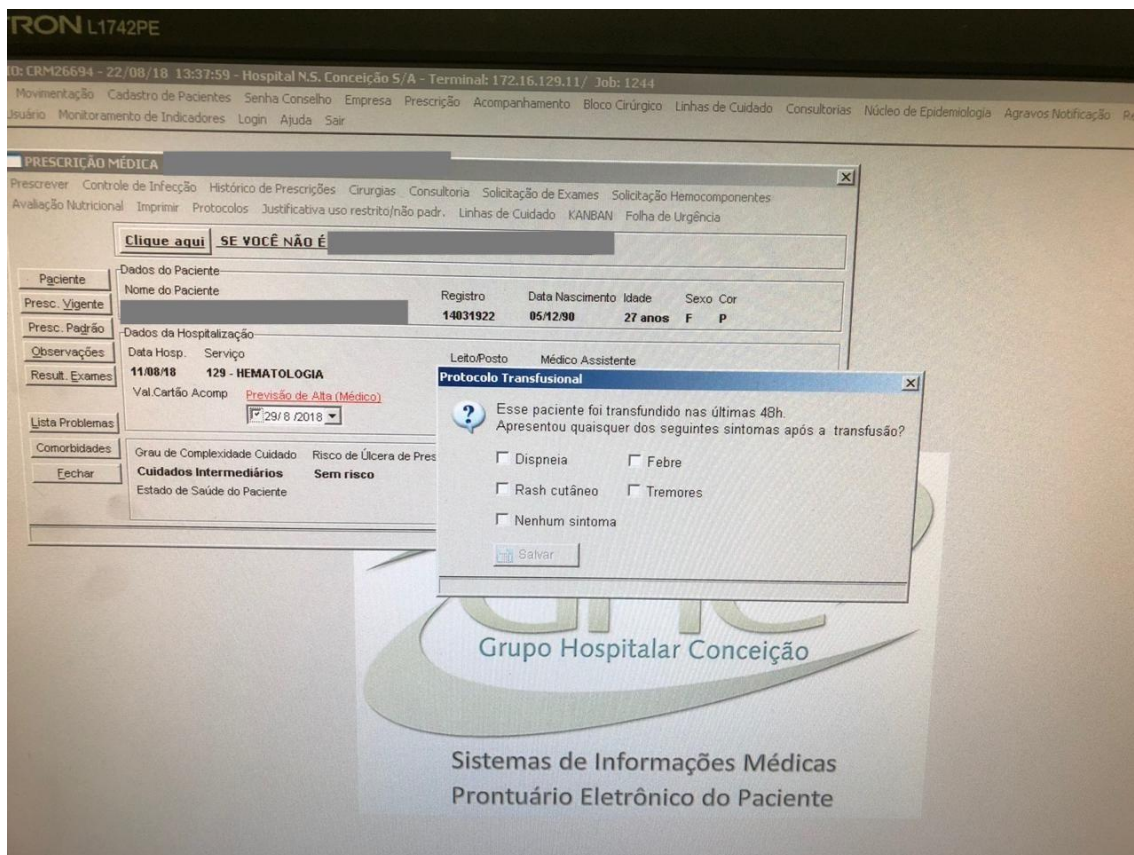 TRON L1742PE
ID: CRM26694 - 22/08/18 13:37:59 - Hospital N.S. Conceição S/A - Terminal: 172.16.129.11/ Job: 1244
Movimentação Cadastro de Pacientes Senha Conselho Empresa Prescrição Acompanhamento Bloco Cirúrgico Linhas de Cuidado Consultorias Núcleo de Epidemiologia Agravos Notificação
Usuário Monitoramento de Indicadores Login Ajuda Sair
PRESCRIÇÃO MÉDICA
Prescrever Controle de Infecção Histórico de Prescrições Cirurgias Consultoria Solicitação de Exames Solicitação Hemocomponentes
Avaliação Nutricional Imprimir Protocolos Justificativa uso restrito/não padr. Linhas de Cuidado KANBAN Folha de Urgência
Clique aqui SE VOCÊ NÃO É
Paciente
Presc. Vigente
Presc. Padrão
Observações
Result. Exames
Lista Problemas
Comorbidades
Fechar
Dados do Paciente
Nome do Paciente Registro Data Nascimento Idade Sexo Cor
14031922 05/12/90 27 anos F P
Dados da Hospitalização
Data Hosp. Serviço Leito/Posto Médico Assistente
11/08/18 129 - HEMATOLOGIA
Val.Cartão Acomp Previsão de Alta (Médico)
29/ 8 /2018
Grau de Complexidade Cuidado Risco de Úlcera de Pres
Cuidados Intermediários Sem risco
Estado de Saúde do Paciente
Protocolo Transfusional
Esse paciente foi transfundido nas últimas 48h.
Apresentou quaisquer dos seguintes sintomas após a transfusão?
Dispneia Febre
Rash cutâneo Tremores
Nenhum sintoma
Salvar
GHC
Grupo Hospitalar Conceição
Sistemas de Informações Médicas
Prontuário Eletrônico do Paciente